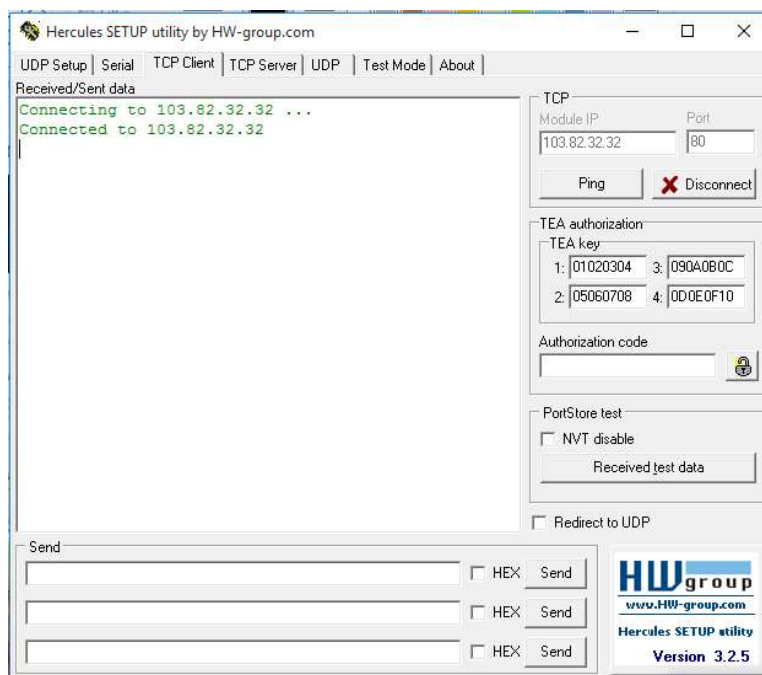 Hercules SETUP utility by HW-group.com
UDP Setup Serial TCP Client TCP Server UDP Test Mode About
Received/Sent data
Connecting to 103.82.32.32 ...
Connected to 103.82.32.32
TCP
Module IP Port
103.82.32.32 80
Ping Disconnect
TEA authorization
TEA key
1: 01020304 3: 090A0B0C
2: 05060708 4: 0D0E0F10
Authorization code
PortStore test
NVT disable
Received test data
Redirect to UDP
Send
HEX Send
HEX Send
HEX Send
HW group
www.HW-group.com
Hercules SETUP utility
Version 3.2.5